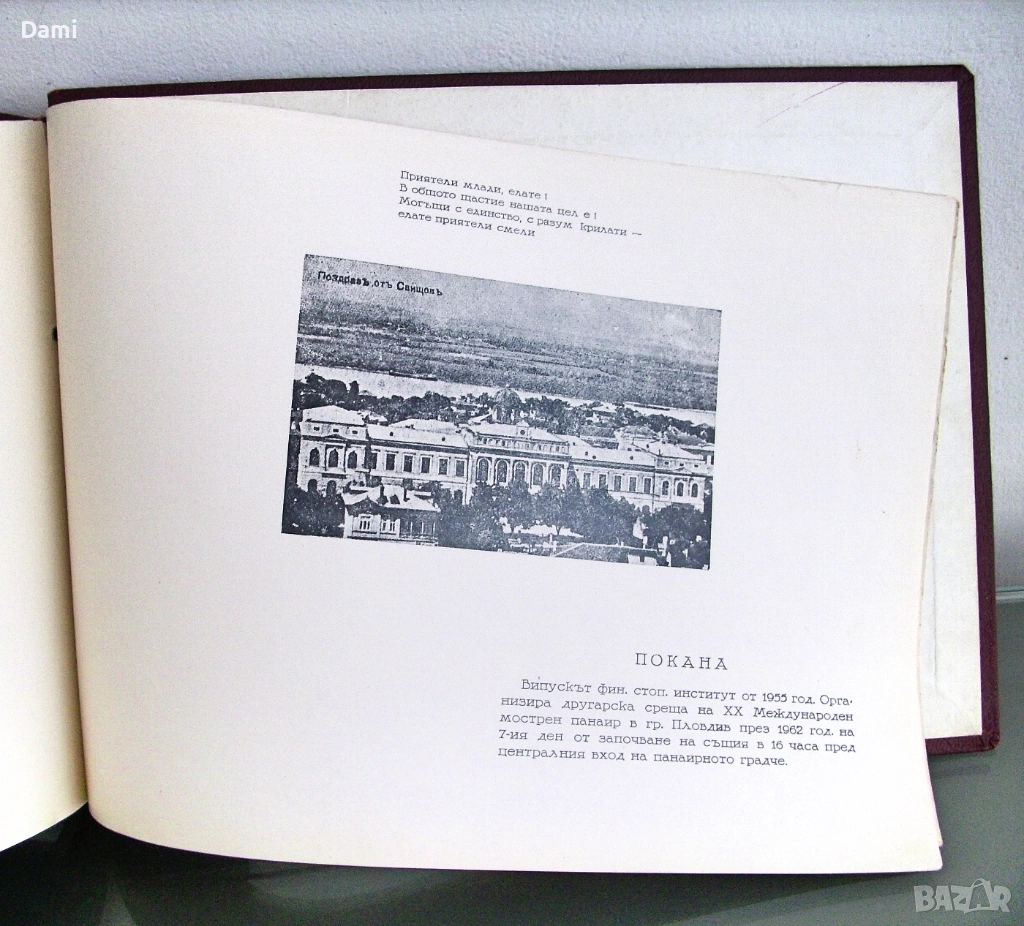 Dami
Приятели млади, елате!
В общото щастие нашата цел е!
Могъщи с единство, с разум крилати —
елате приятели смели
Поздравъ отъ Свищовъ
ПОКАНА
Випускът фин. стоп. институт от 1955 год. Орга-
низира другарска среща на XX Международен
мострен панаир в гр. Пловдив през 1962 год. на
7-ия ден от започване на същия в 16 часа пред
централния вход на панаирното градче.
BAZAR